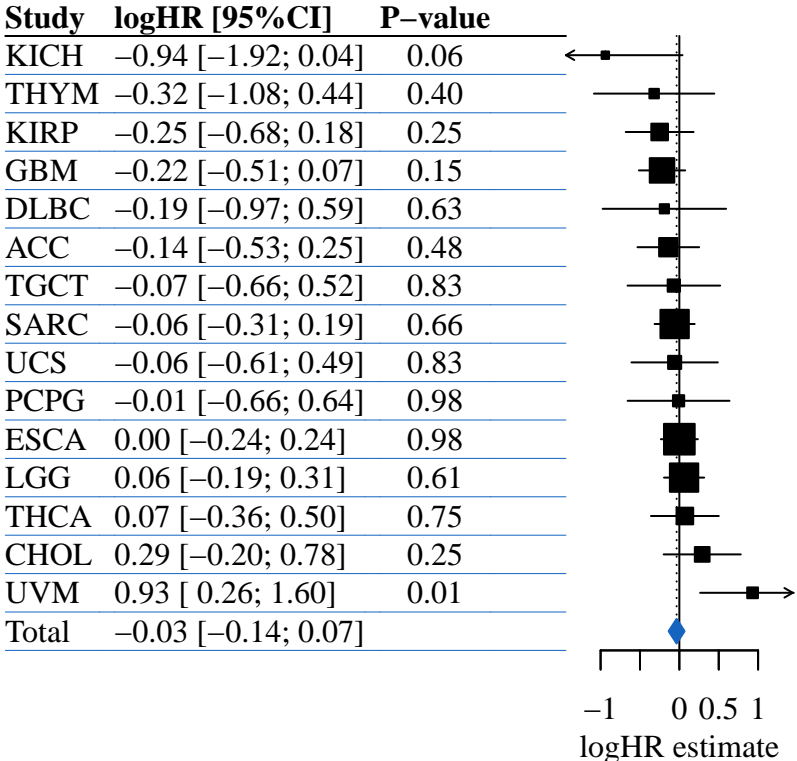 Study logHR [95%CI] P−value
KICH −0.94 [−1.92; 0.04] 0.06
THYM −0.32 [−1.08; 0.44] 0.40
KIRP −0.25 [−0.68; 0.18] 0.25
GBM −0.22 [−0.51; 0.07] 0.15
DLBC −0.19 [−0.97; 0.59] 0.63
ACC −0.14 [−0.53; 0.25] 0.48
TGCT −0.07 [−0.66; 0.52] 0.83
SARC −0.06 [−0.31; 0.19] 0.66
UCS −0.06 [−0.61; 0.49] 0.83
PCPG −0.01 [−0.66; 0.64] 0.98
ESCA 0.00 [−0.24; 0.24] 0.98
LGG 0.06 [−0.19; 0.31] 0.61
THCA 0.07 [−0.36; 0.50] 0.75
CHOL 0.29 [−0.20; 0.78] 0.25
UVM 0.93 [ 0.26; 1.60] 0.01
Total −0.03 [−0.14; 0.07]
−1 0 0.5 1
logHR estimate